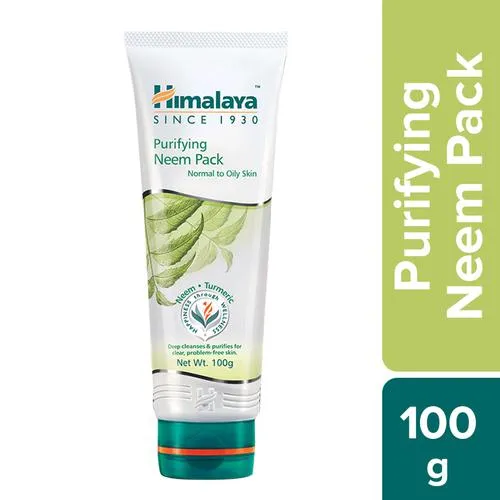 Himalaya™
SINCE 1930
Purifying
Neem Pack
Normal to Oily Skin
Neem • Turmeric
HAPPINESS through WELLNESS
Deep cleanses & purifies for
clear, problem-free skin.
Net Wt. 100g
Purifying
Neem Pack
100
g